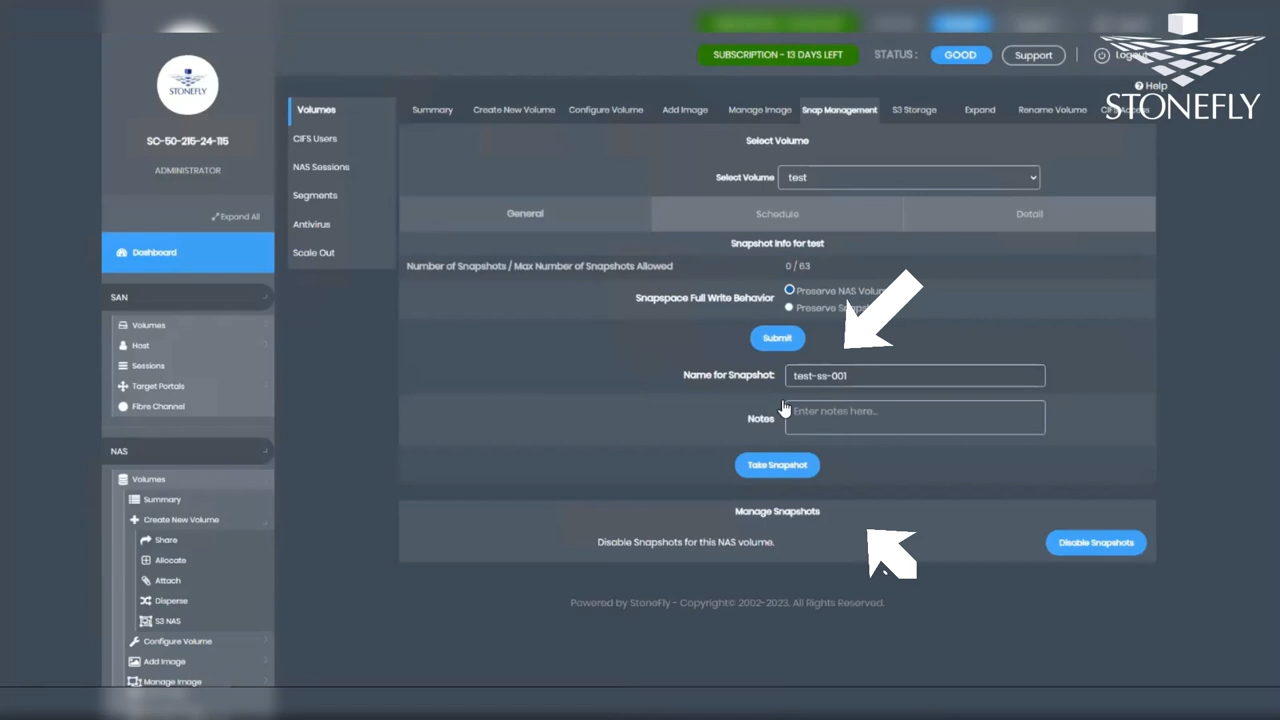 SUBSCRIPTION - 13 DAYS LEFT
STATUS :
GOOD
Support
Logout
Help
STONEFLY
STONEFLY
SC-50-215-24-115
ADMINISTRATOR
Expand All
Dashboard
SAN
Volumes
Host
Sessions
Target Portals
Fibre Channel
NAS
Volumes
Summary
Create New Volume
Share
Allocate
Attach
Disperse
S3 NAS
Configure Volume
Add Image
Manage Image
Volumes
CIFS Users
NAS Sessions
Segments
Antivirus
Scale Out
Summary
Create New Volume
Configure Volume
Add Image
Manage Image
Snap Management
S3 Storage
Expand
Rename Volume
Select Volume
Select Volume
test
General
Schedule
Detail
Snapshot info for test
Number of Snapshots / Max Number of Snapshots Allowed
0 / 63
Snapspace Full Write Behavior
Preserve NAS Volum
Preserve
Submit
Name for Snapshot:
test-ss-001
Notes
Enter notes here...
Take Snapshot
Manage Snapshots
Disable Snapshots for this NAS volume.
Disable Snapshots
Powered by StoneFly - Copyright© 2002-2023. All Rights Reserved.